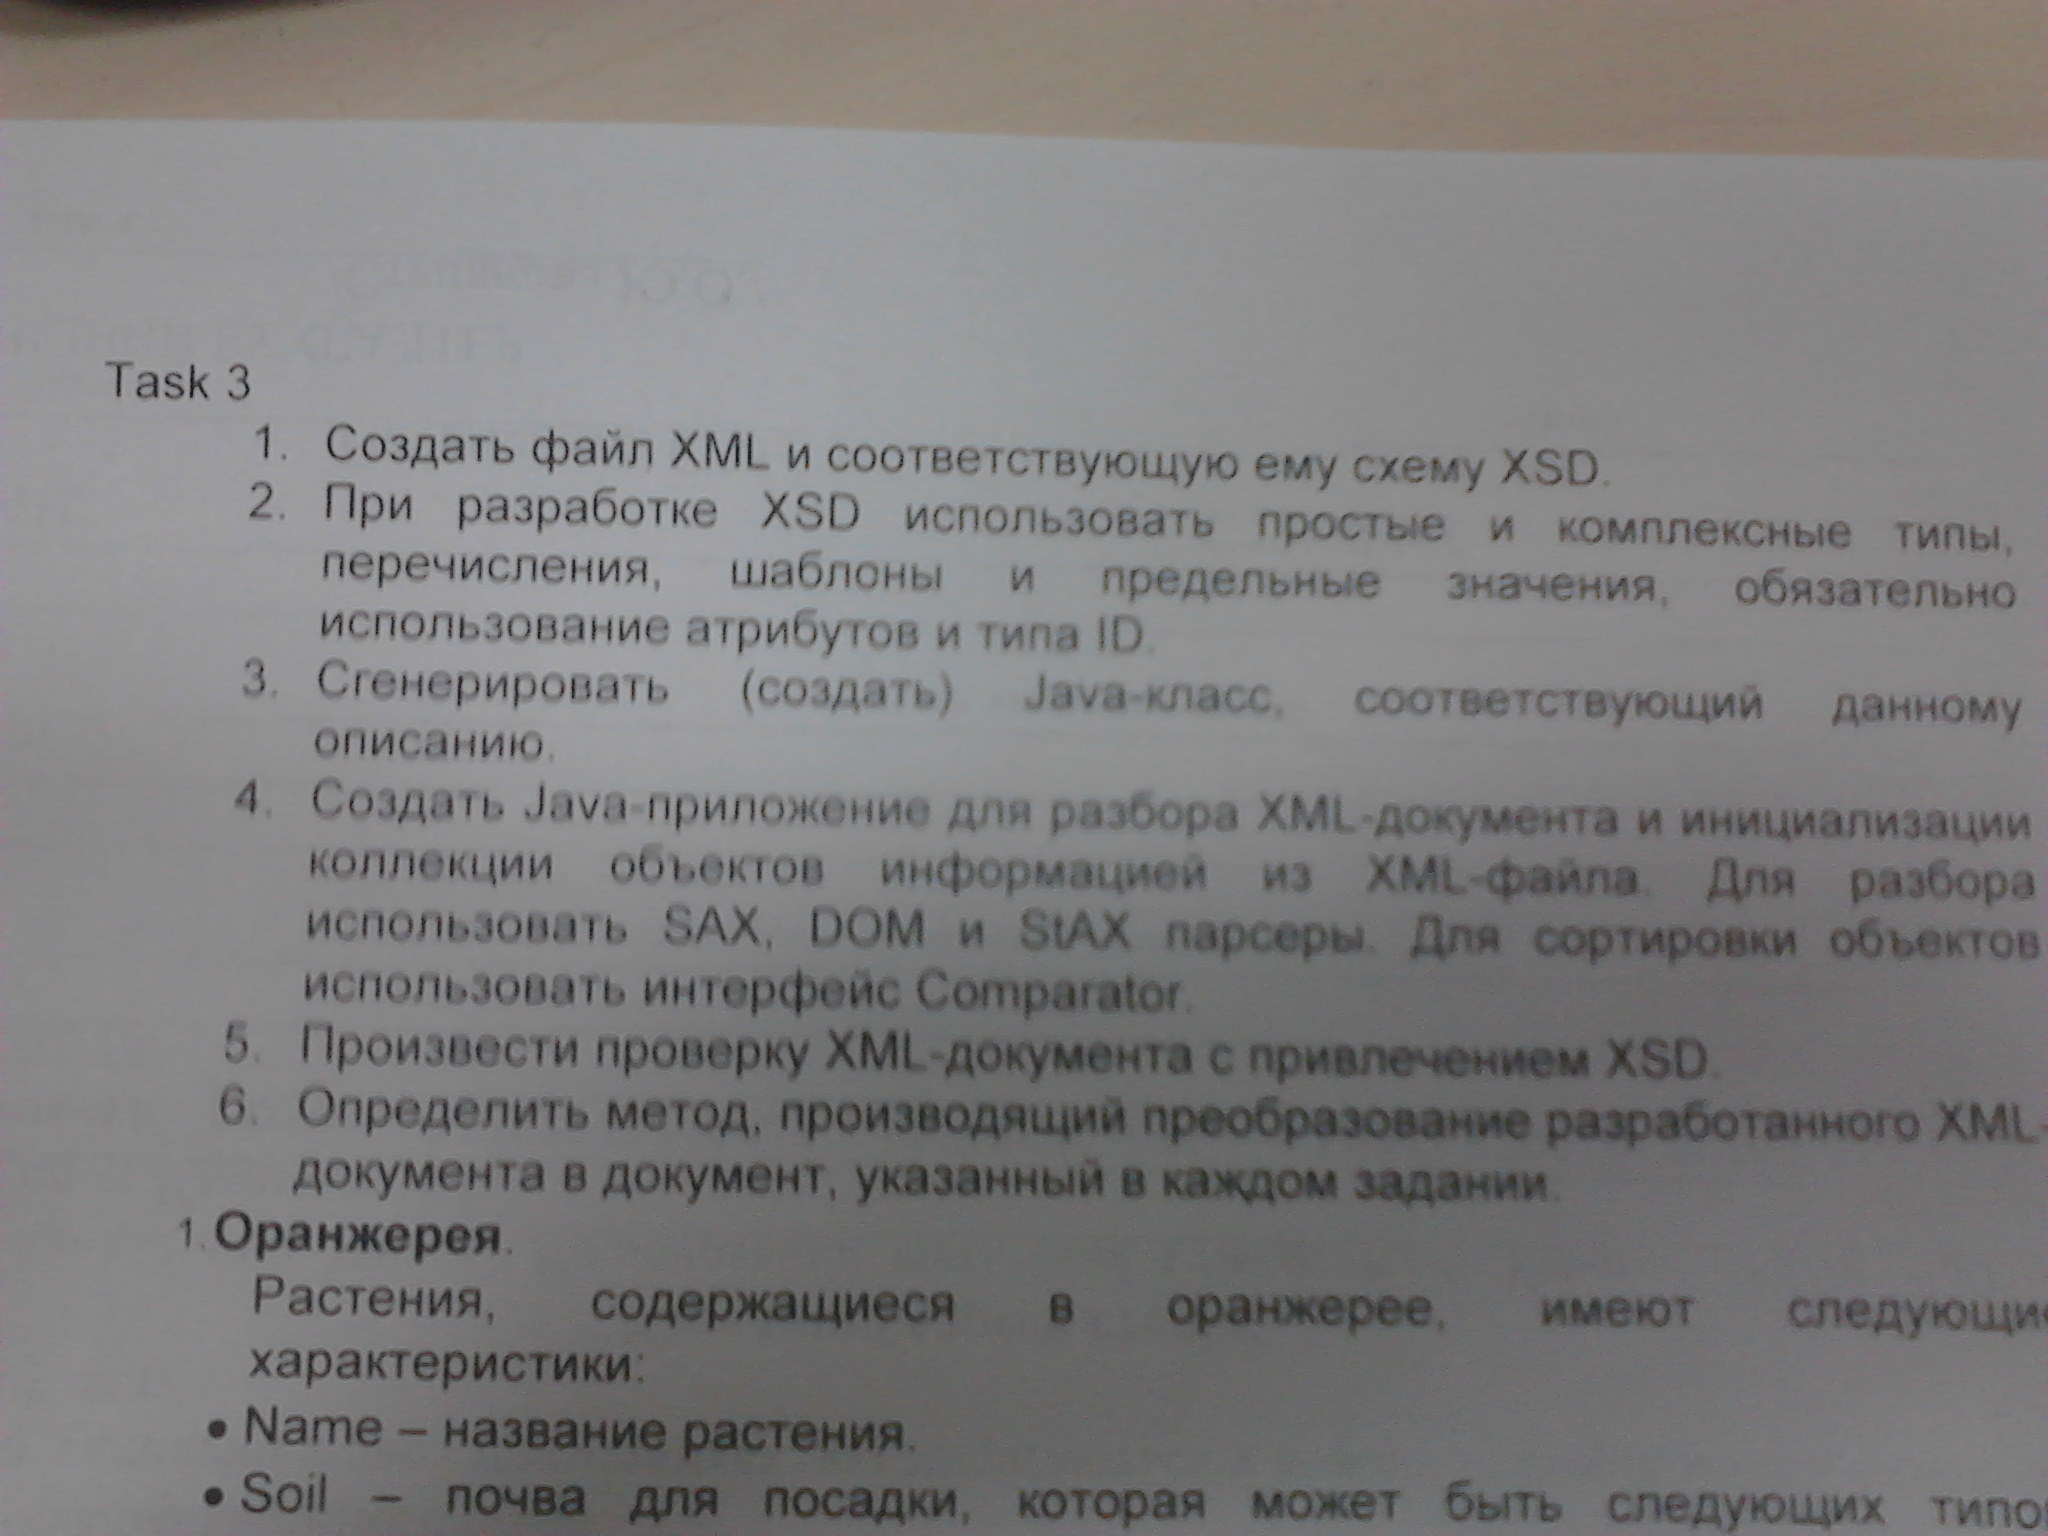 Task 3
1. Создать файл XML и соответствующую ему схему XSD.
2. При разработке XSD использовать простые и комплексные типы,
перечисления, шаблоны и предельные значения, обязательно
использование атрибутов и типа ID.
3. Сгенерировать (создать) Java-класс, соответствующий данному
описанию.
4. Создать Java-приложение для разбора XML-документа и инициализации
коллекции объектов информацией из XML-файла. Для разбора
использовать SAX, DOM и StAX парсеры. Для сортировки объектов
использовать интерфейс Comparator.
5. Произвести проверку XML-документа с привлечением XSD.
6. Определить метод, производящий преобразование разработанного XML-
документа в документ, указанный в каждом задании.
1. Оранжерея.
Растения, содержащиеся в оранжерее, имеют следующие
характеристики:
• Name – название растения.
• Soil – почва для посадки, которая может быть следующих типо